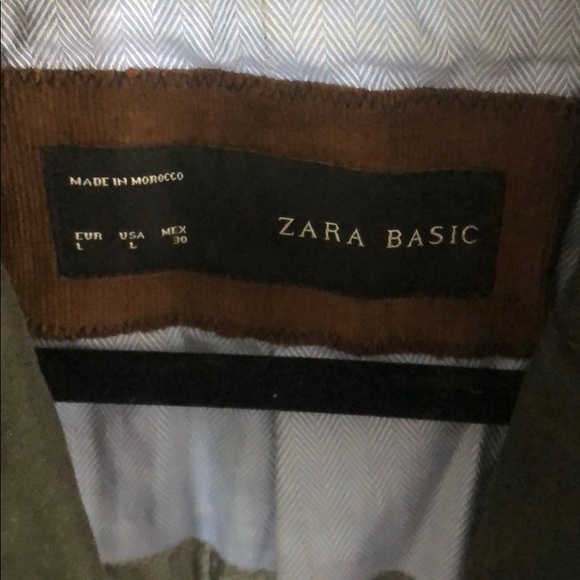 MADE IN MOROCCO
EUR USA MEX
L L 30
ZARA BASIC